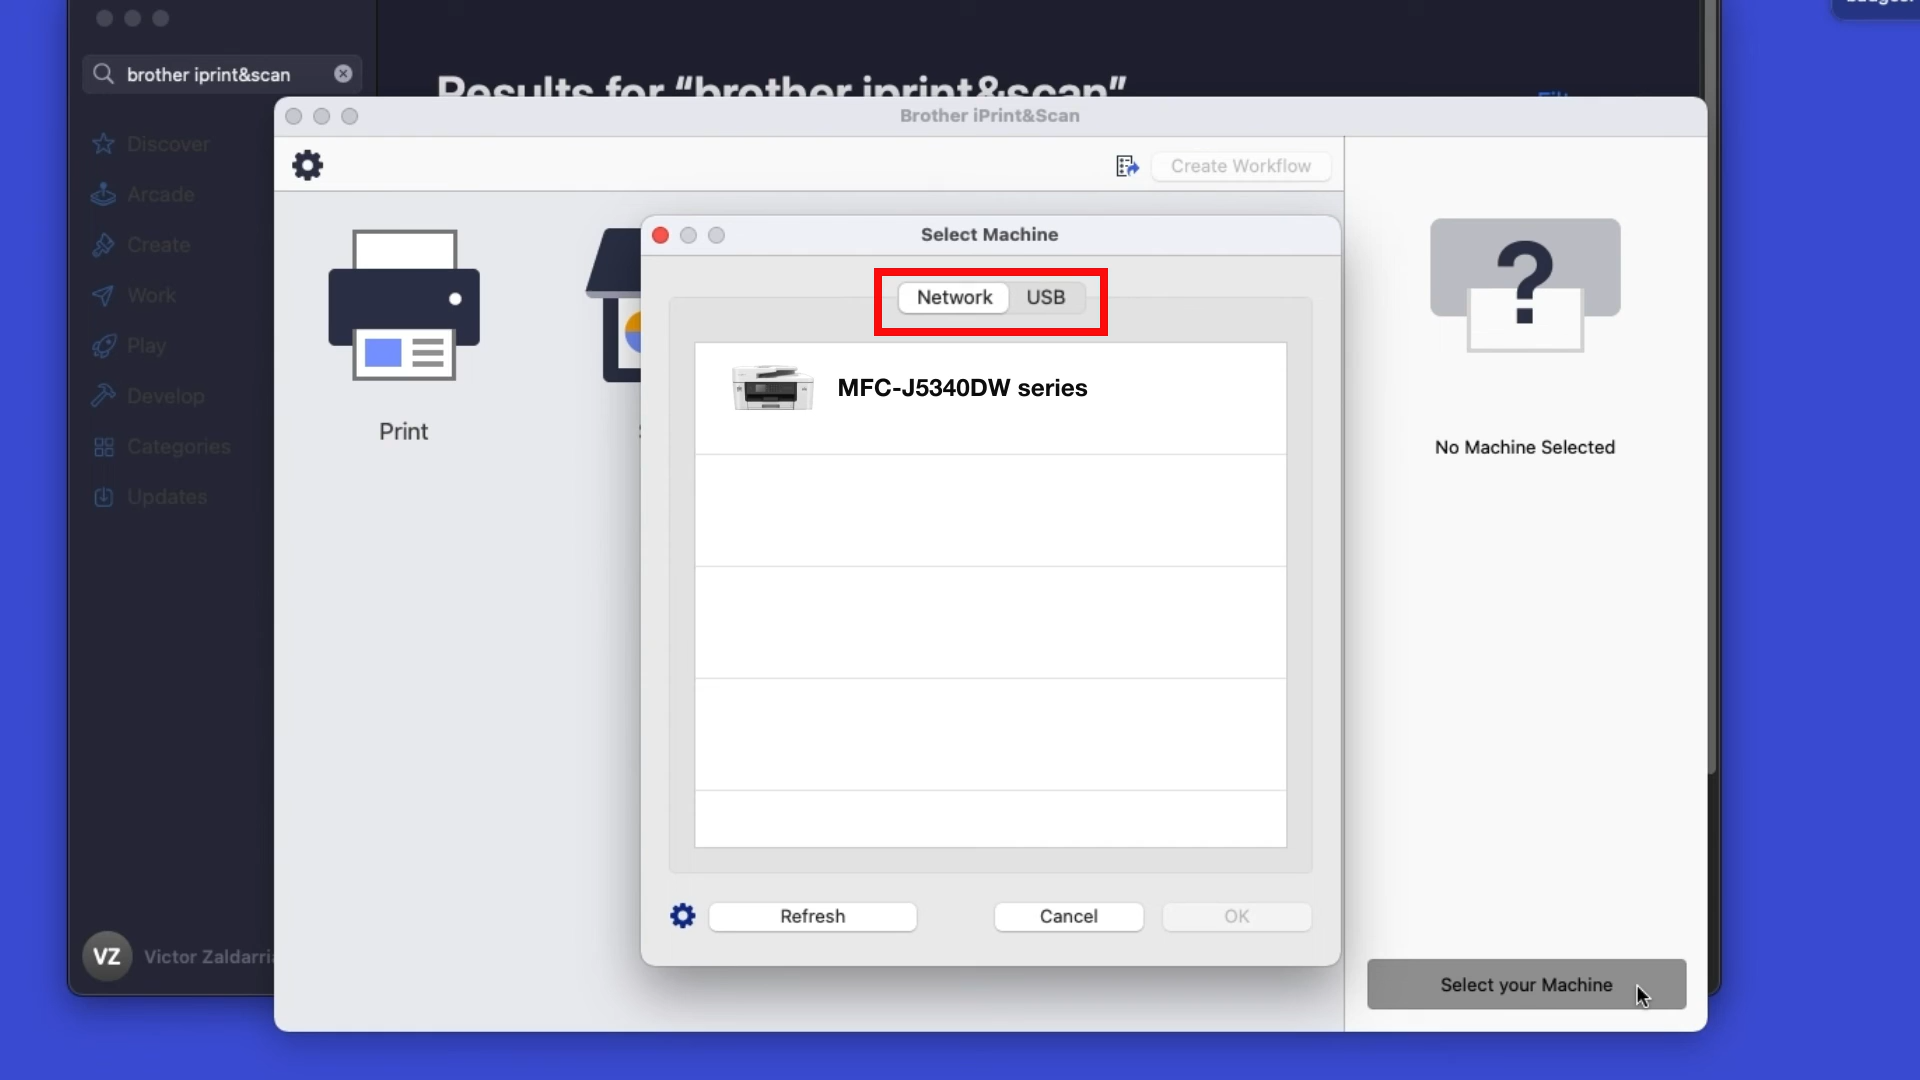 brother iprint&scan
Results for “brother iprint&scan”
Discover
Arcade
Create
Work
Play
Develop
Categories
Updates
VZ
Brother iPrint&Scan
Create Workflow
Print
Select Machine
Network
USB
MFC-J5340DW series
Refresh
Cancel
OK
No Machine Selected
Select your Machine
Victor